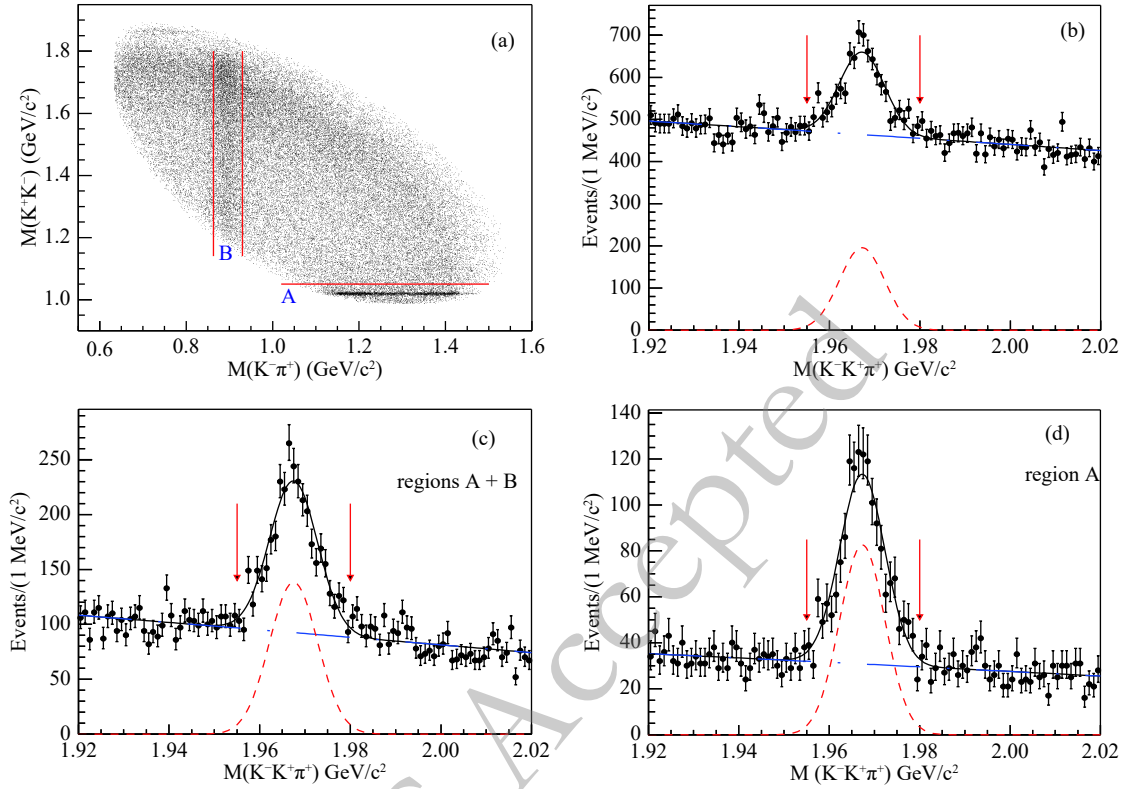 (a)
1.8
1.6
1.4
1.2
1.0
M(K⁺K⁻) (GeV/c²)
B
A
0.6 0.8 1.0 1.2 1.4 1.6
M(K⁻π⁺) (GeV/c²)
(b)
700
600
500
400
300
200
100
0
Events/(1 MeV/c²)
1.92 1.94 1.96 1.98 2.00 2.02
M(K⁻K⁺π⁺) GeV/c²
(c)
regions A + B
250
200
150
100
50
0
Events/(1 MeV/c²)
1.92 1.94 1.96 1.98 2.00 2.02
M(K⁻K⁺π⁺) GeV/c²
(d)
region A
140
120
100
80
60
40
20
0
Events/(1 MeV/c²)
1.92 1.94 1.96 1.98 2.00 2.02
M (K⁻K⁺π⁺) GeV/c²
Accepted